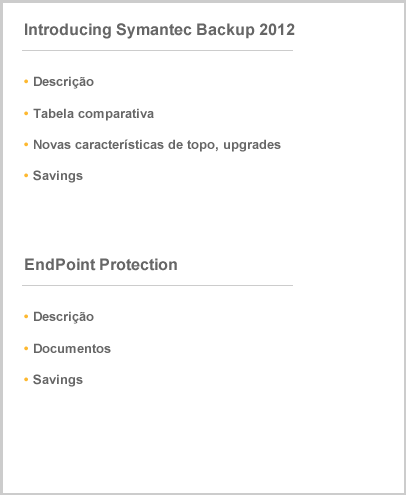 Introducing Symantec Backup 2012
• Descrição
• Tabela comparativa
• Novas características de topo, upgrades
• Savings
EndPoint Protection
• Descrição
• Documentos
• Savings